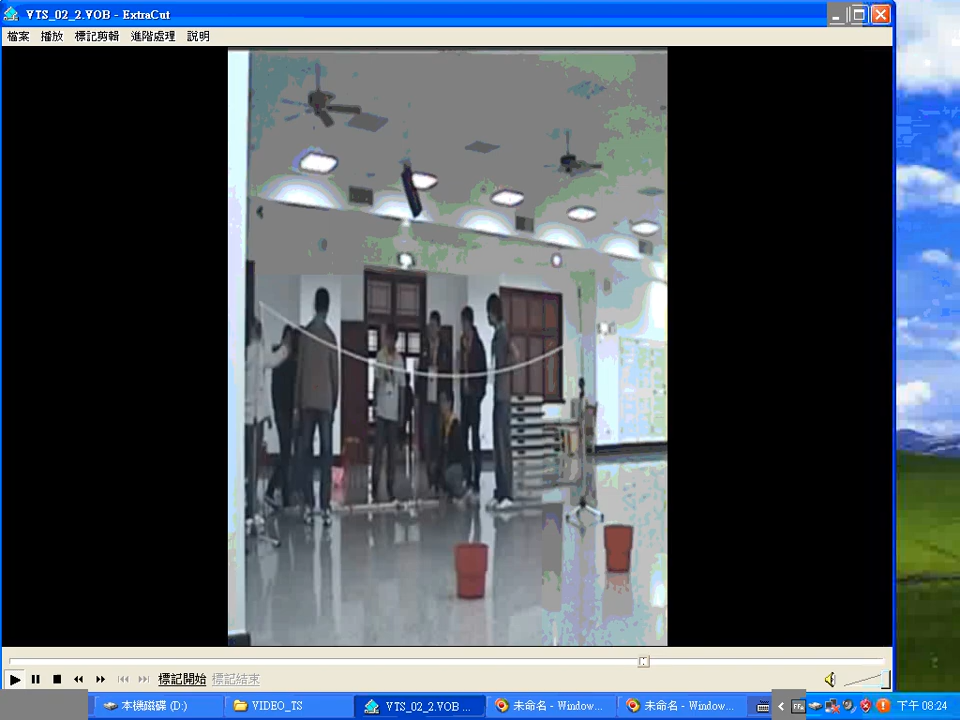 VTS_02_2.VOB - ExtraCut
檔案 播放 標記剪輯 進階處理 說明
標記開始 標記結束
本機磁碟 (D:) VIDEO_TS VTS_02_2.VOB ... 未命名 - Window... 未命名 - Window... 下午 08:24